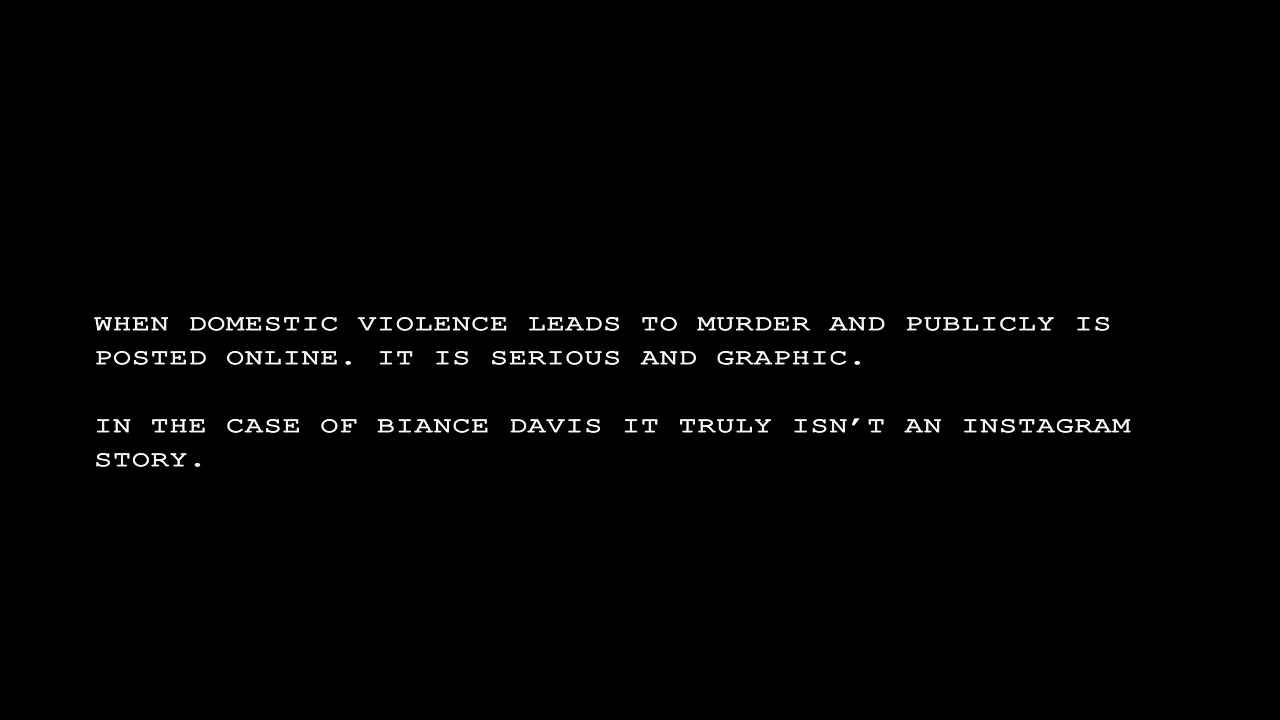 WHEN DOMESTIC VIOLENCE LEADS TO MURDER AND PUBLICLY IS
POSTED ONLINE. IT IS SERIOUS AND GRAPHIC.
IN THE CASE OF BIANCE DAVIS IT TRULY ISN’T AN INSTAGRAM
STORY.